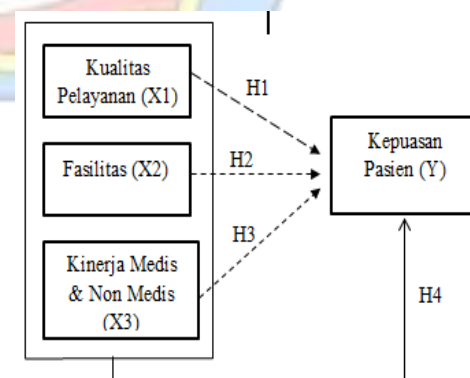 Kualitas
Pelayanan (X1)
H1
Kepuasan
Pasien (Y)
Fasilitas (X2)
H2
H3
Kinerja Medis
& Non Medis
(X3)
H4